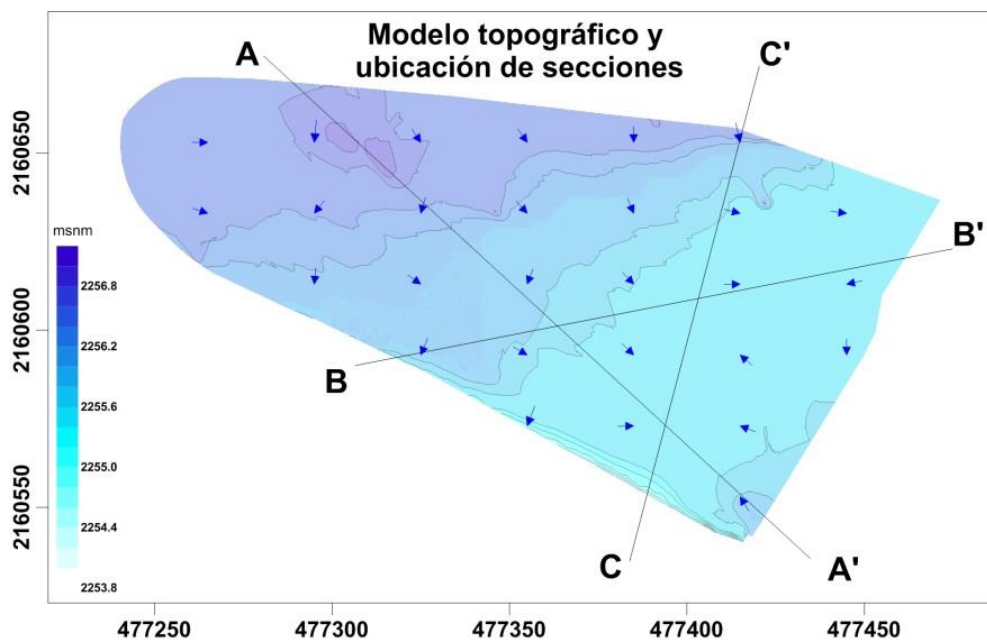 Modelo topográfico y
ubicación de secciones
A
C'
2160650
msnm
B'
2256.8
2160600
2256.2
B
2255.6
2255.0
2160550
2254.4
C
A'
2253.8
477250
477300
477350
477400
477450